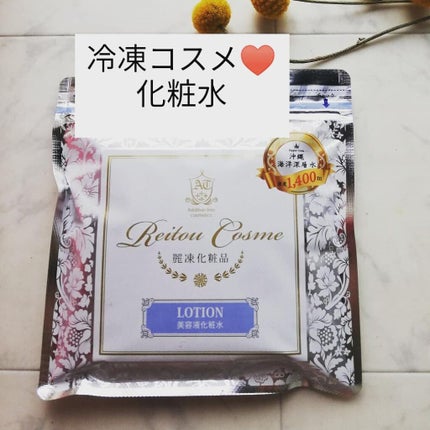 冷凍コスメ♥
化粧水
沖縄
海洋深層水
1,400m
AT
Reitou Cosme
麗凍化粧品
LOTION
美容液化粧水